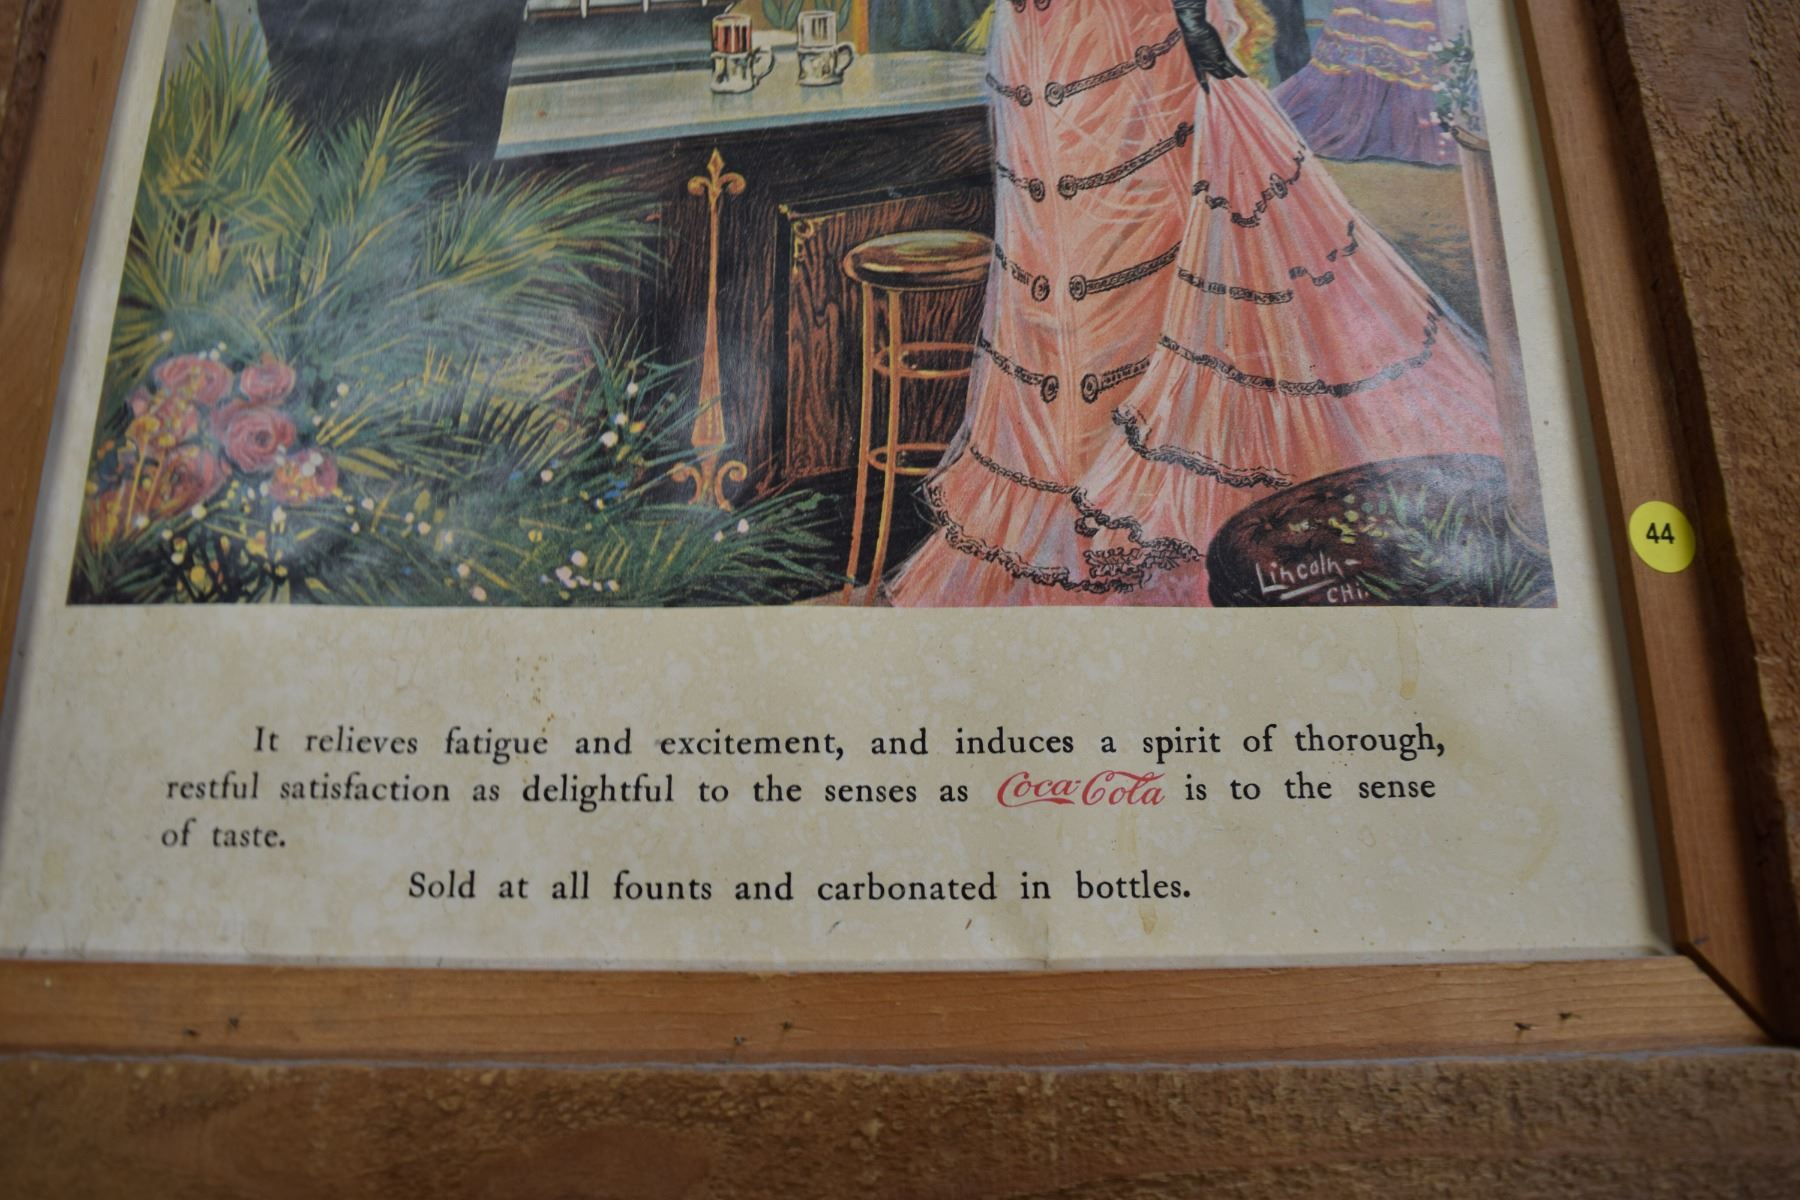 44
Lincoln-
CHI.
It relieves fatigue and excitement, and induces a spirit of thorough,
restful satisfaction as delightful to the senses as Coca-Cola is to the sense
of taste.
Sold at all founts and carbonated in bottles.